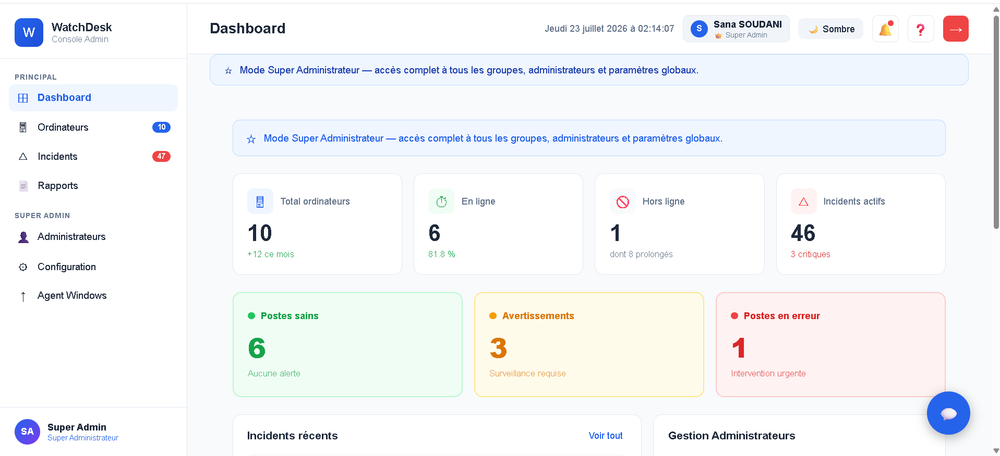 W
WatchDesk
Console Admin
PRINCIPAL
Dashboard
Ordinateurs 10
Incidents 47
Rapports
SUPER ADMIN
Administrateurs
Configuration
Agent Windows
SA
Super Admin
Super Administrateur
Dashboard
Jeudi 23 juillet 2026 à 02:14:07
S
Sana SOUDANI
Super Admin
Sombre
Mode Super Administrateur — accès complet à tous les groupes, administrateurs et paramètres globaux.
Mode Super Administrateur — accès complet à tous les groupes, administrateurs et paramètres globaux.
Total ordinateurs
10
+12 ce mois
En ligne
6
81.8 %
Hors ligne
1
dont 8 prolongés
Incidents actifs
46
3 critiques
Postes sains
6
Aucune alerte
Avertissements
3
Surveillance requise
Postes en erreur
1
Intervention urgente
Incidents récents
Voir tout
Gestion Administrateurs